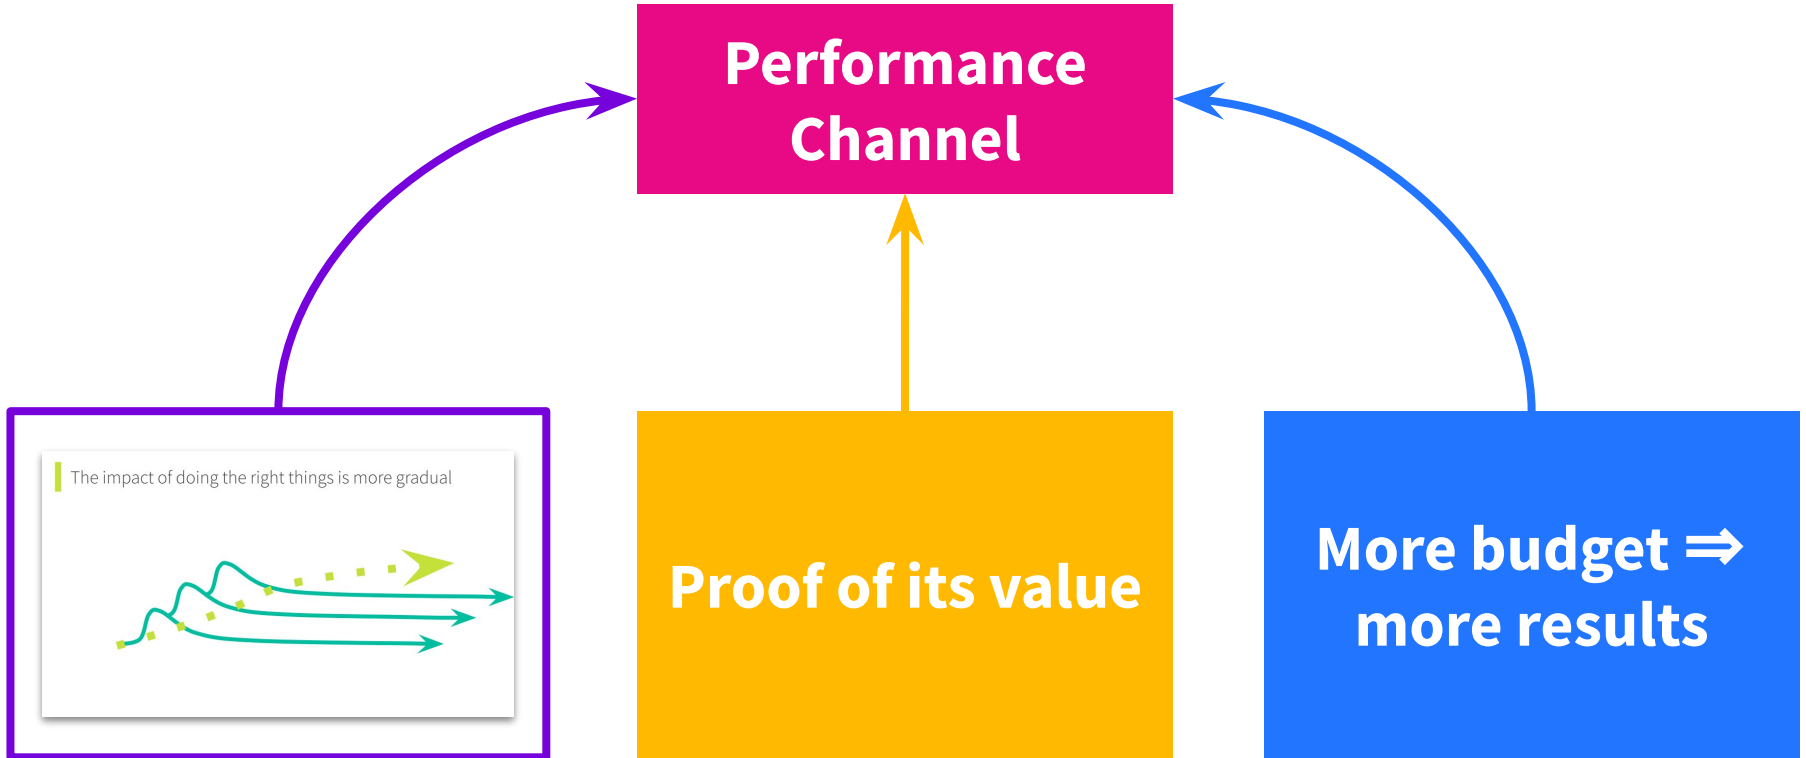 Performance
Channel
The impact of doing the right things is more gradual
Proof of its value
More budget ⇒
more results